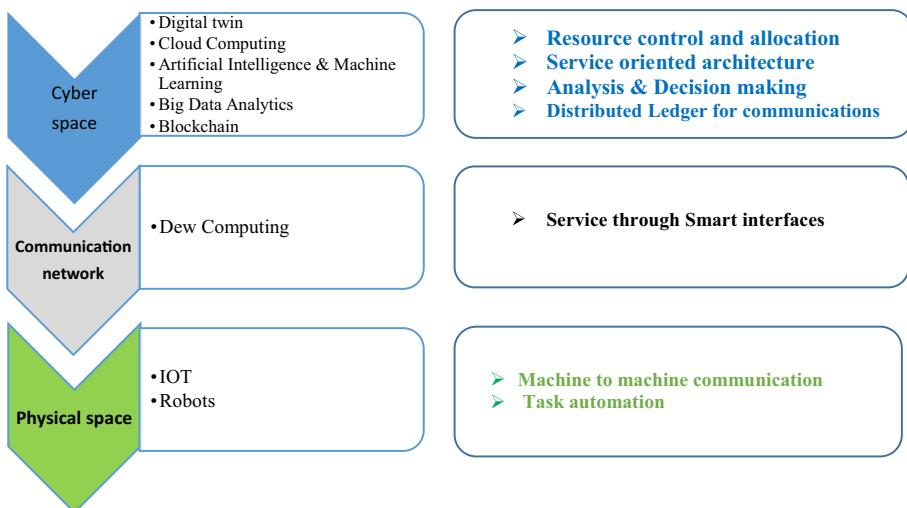 Cyber
space
• Digital twin
• Cloud Computing
• Artificial Intelligence & Machine
Learning
• Big Data Analytics
• Blockchain
➢ Resource control and allocation
➢ Service oriented architecture
➢ Analysis & Decision making
➢ Distributed Ledger for communications
Communication
network
• Dew Computing
➢ Service through Smart interfaces
Physical space
• IOT
• Robots
➢ Machine to machine communication
➢ Task automation